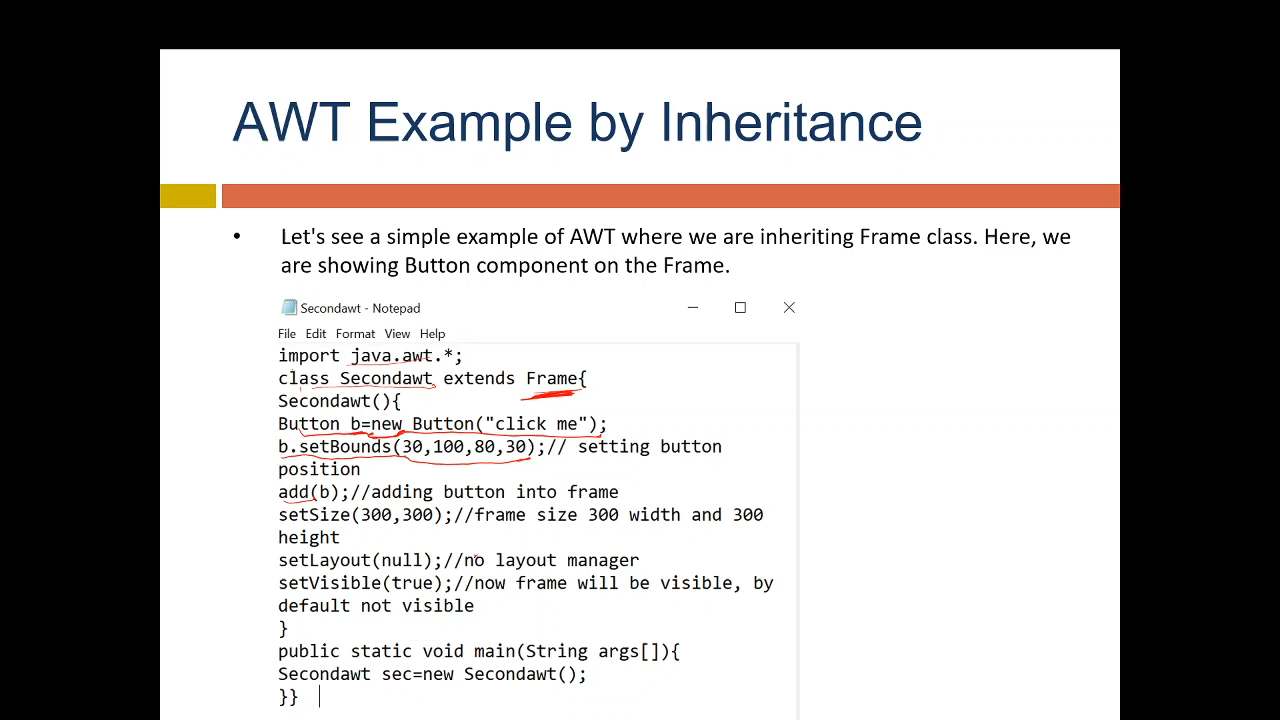 AWT Example by Inheritance
• Let's see a simple example of AWT where we are inheriting Frame class. Here, we
are showing Button component on the Frame.
Secondawt - Notepad
File Edit Format View Help
import java.awt.*;
class Secondawt extends Frame{
Secondawt(){
Button b=new Button("click me");
b.setBounds(30,100,80,30);// setting button
position
add(b);//adding button into frame
setSize(300,300);//frame size 300 width and 300
height
setLayout(null);//no layout manager
setVisible(true);//now frame will be visible, by
default not visible
}
public static void main(String args[]){
Secondawt sec=new Secondawt();
}}